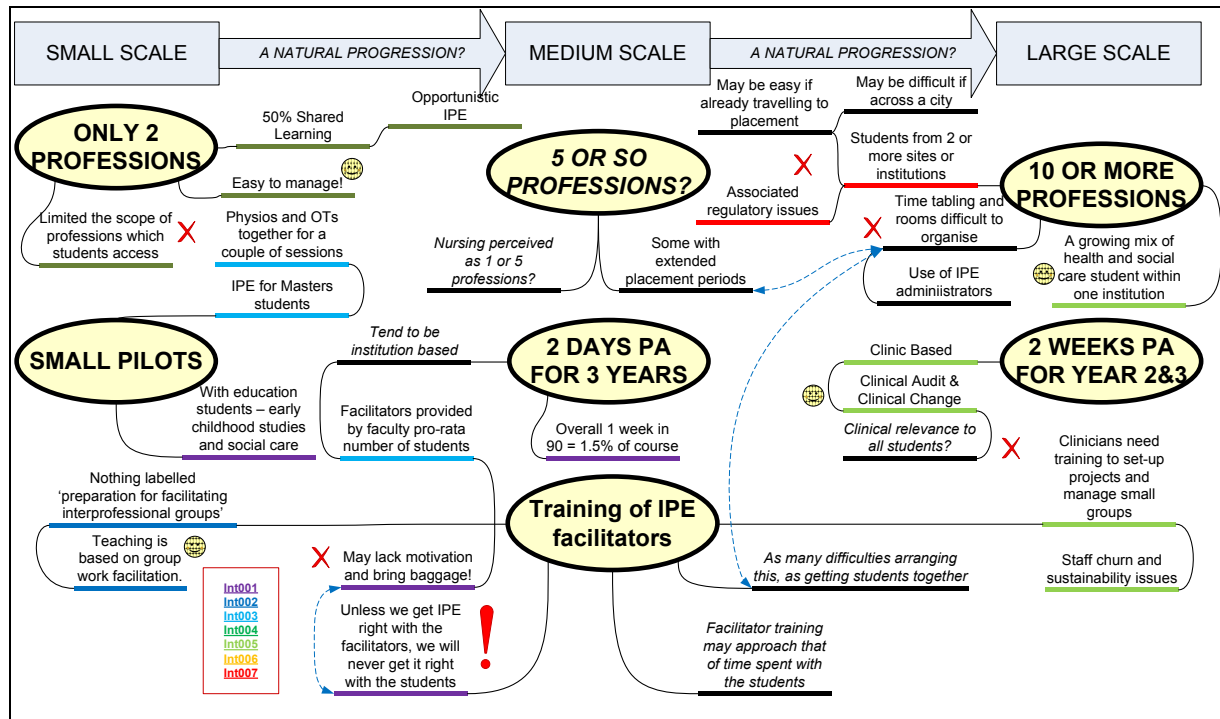 SMALL SCALE
A NATURAL PROGRESSION?
MEDIUM SCALE
A NATURAL PROGRESSION?
LARGE SCALE
ONLY 2
PROFESSIONS
50% Shared
Learning
Opportunistic
IPE
Easy to manage!
Limited the scope of
professions which
students access
Physios and OTs
together for a
couple of sessions
IPE for Masters
students
SMALL PILOTS
With education
students – early
childhood studies
and social care
5 OR SO
PROFESSIONS?
Nursing perceived
as 1 or 5
professions?
Some with
extended
placement periods
May be easy if
already travelling to
placement
May be difficult if
across a city
Students from 2 or
more sites or
institutions
Associated
regulatory issues
Time tabling and
rooms difficult to
organise
Use of IPE
adminiistrators
10 OR MORE
PROFESSIONS
A growing mix of
health and social
care student within
one institution
Tend to be
institution based
2 DAYS PA
FOR 3 YEARS
Facilitators provided
by faculty pro-rata
number of students
Overall 1 week in
90 = 1.5% of course
Clinic Based
Clinical Audit &
Clinical Change
Clinical relevance to
all students?
2 WEEKS PA
FOR YEAR 2&3
Clinicians need
training to set-up
projects and
manage small
groups
Staff churn and
sustainability issues
Nothing labelled
‘preparation for facilitating
interprofessional groups’
Teaching is
based on group
work facilitation.
Training of IPE
facilitators
May lack motivation
and bring baggage!
Unless we get IPE
right with the
facilitators, we will
never get it right
with the students
!
As many difficulties arranging
this, as getting students together
Facilitator training
may approach that
of time spent with
the students
Int001
Int002
Int003
Int004
Int005
Int006
Int007